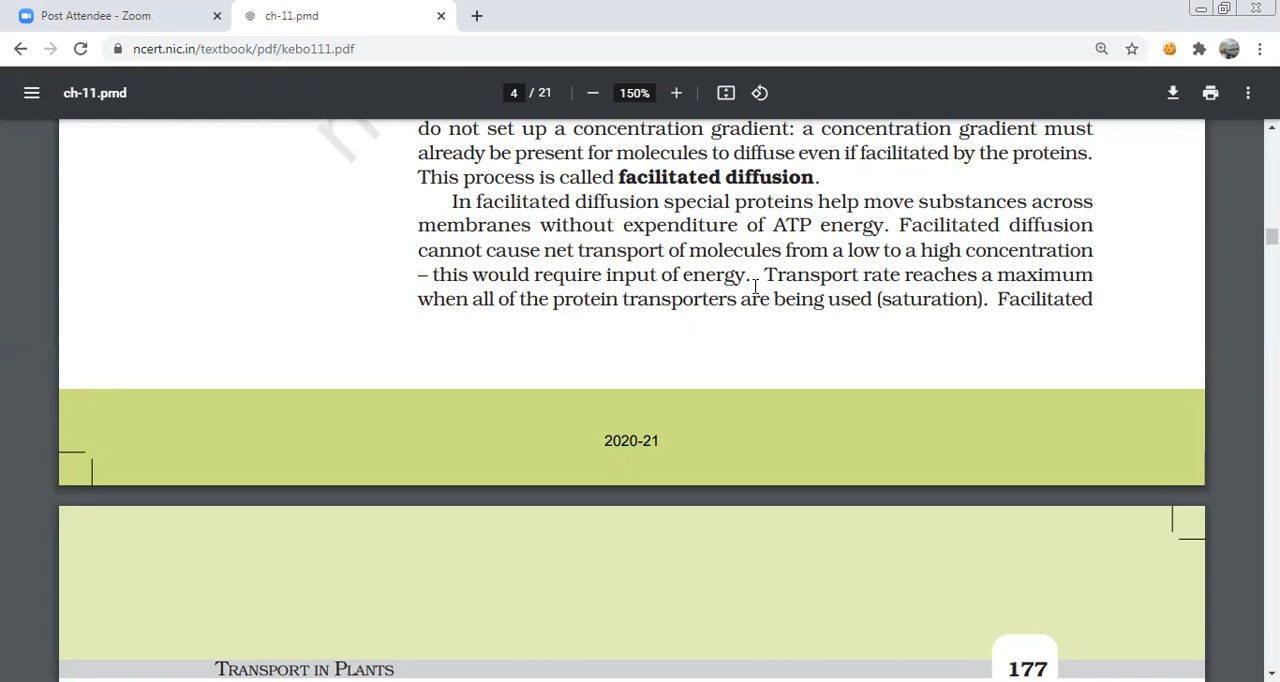 Post Attendee - Zoom
ch-11.pmd
ncert.nic.in/textbook/pdf/kebo111.pdf
ch-11.pmd
4 / 21
150%
do not set up a concentration gradient: a concentration gradient must
already be present for molecules to diffuse even if facilitated by the proteins.
This process is called facilitated diffusion.
In facilitated diffusion special proteins help move substances across
membranes without expenditure of ATP energy. Facilitated diffusion
cannot cause net transport of molecules from a low to a high concentration
– this would require input of energy. Transport rate reaches a maximum
when all of the protein transporters are being used (saturation). Facilitated
2020-21
TRANSPORT IN PLANTS
177